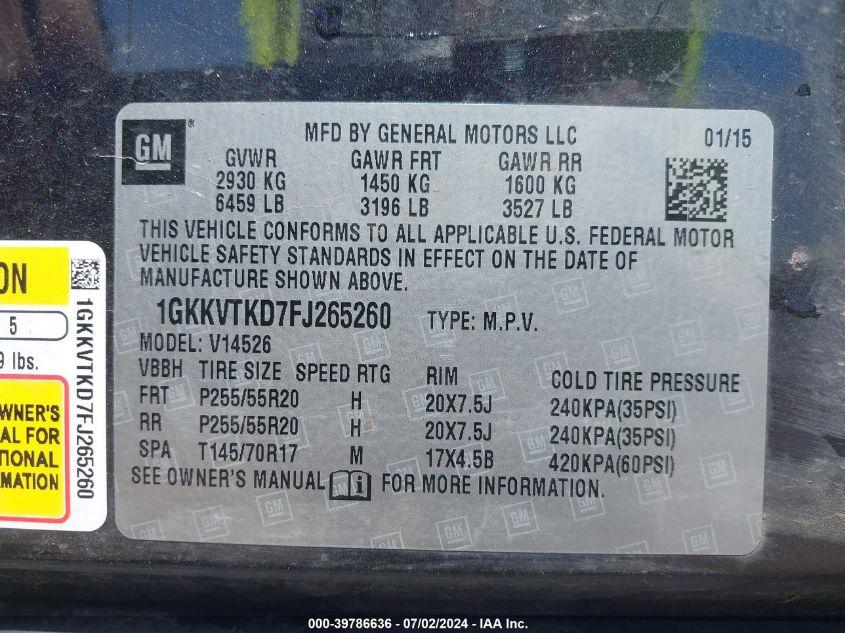 GM
MFD BY GENERAL MOTORS LLC 01/15
GVWR GAWR FRT GAWR RR
2930 KG 1450 KG 1600 KG
6459 LB 3196 LB 3527 LB
THIS VEHICLE CONFORMS TO ALL APPLICABLE U.S. FEDERAL MOTOR
VEHICLE SAFETY STANDARDS IN EFFECT ON THE DATE OF
MANUFACTURE SHOWN ABOVE.
1GKKVTKD7FJ265260 TYPE: M.P.V.
MODEL: V14526
VBBH TIRE SIZE SPEED RTG RIM COLD TIRE PRESSURE
FRT P255/55R20 H 20X7.5J 240KPA(35PSI)
RR P255/55R20 H 20X7.5J 240KPA(35PSI)
SPA T145/70R17 M 17X4.5B 420KPA(60PSI)
SEE OWNER'S MANUAL i FOR MORE INFORMATION.
ON
5
9 lbs.
WNER'S
AL FOR
TIONAL
MATION
1GKKVTKD7FJ265260
000-39786636 - 07/02/2024 - IAA Inc.